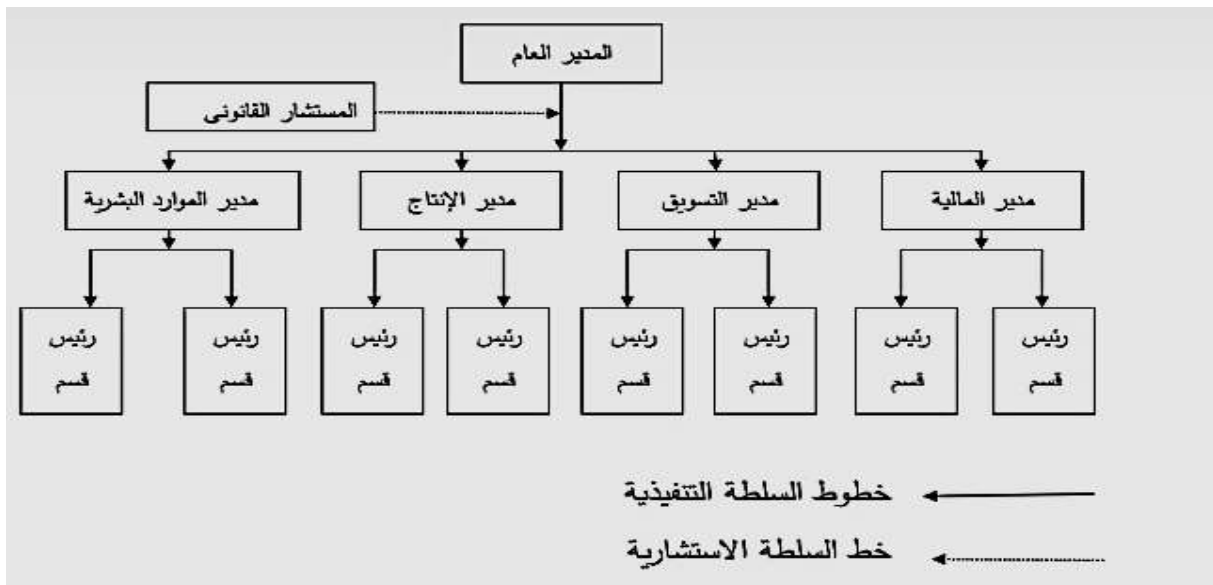 المدير العام
المستشار القانونى
مدير المالية
مدير التسويق
مدير الإنتاج
مدير الموارد البشرية
رئيس
قسم
رئيس
قسم
رئيس
قسم
رئيس
قسم
رئيس
قسم
رئيس
قسم
رئيس
قسم
رئيس
قسم
خطوط السلطة التنفيذية
خط السلطة الاستشارية